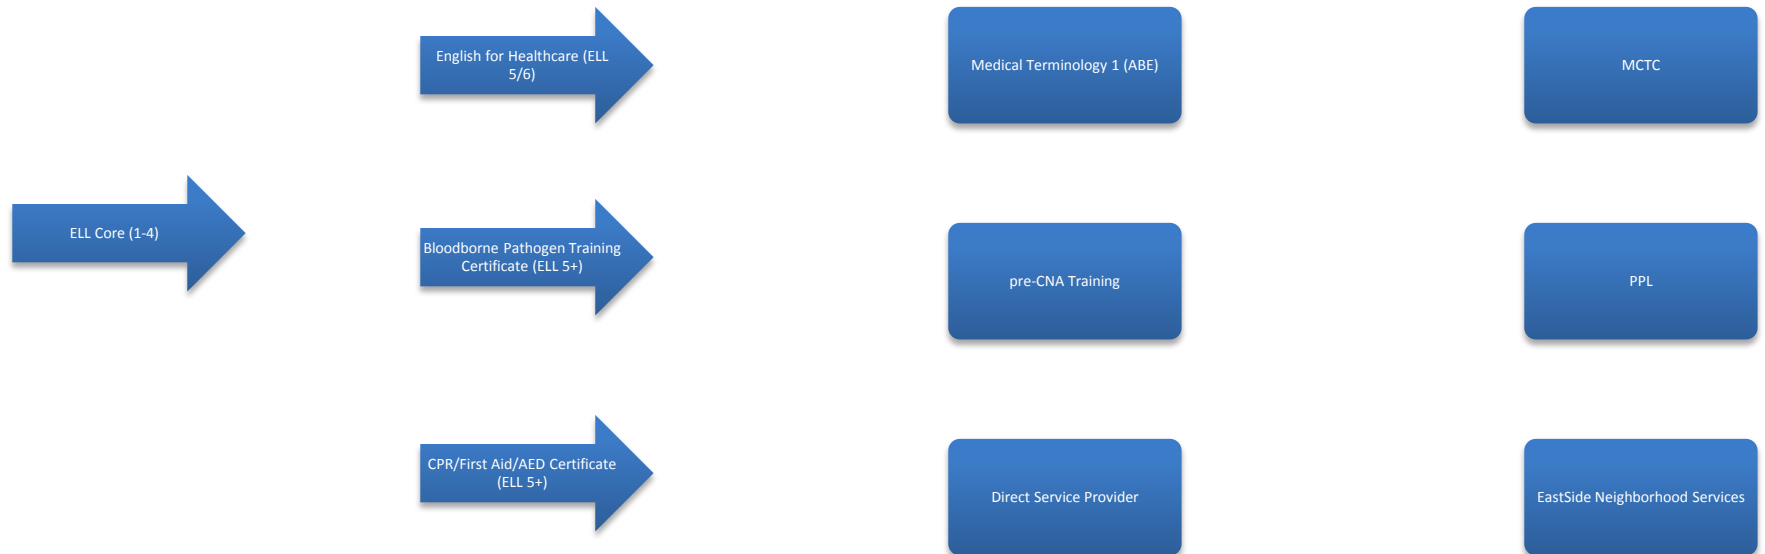 English for Healthcare (ELL
5/6)
Medical Terminology 1 (ABE)
MCTC
ELL Core (1-4)
Bloodborne Pathogen Training
Certificate (ELL 5+)
pre-CNA Training
PPL
CPR/First Aid/AED Certificate
(ELL 5+)
Direct Service Provider
EastSide Neighborhood Services